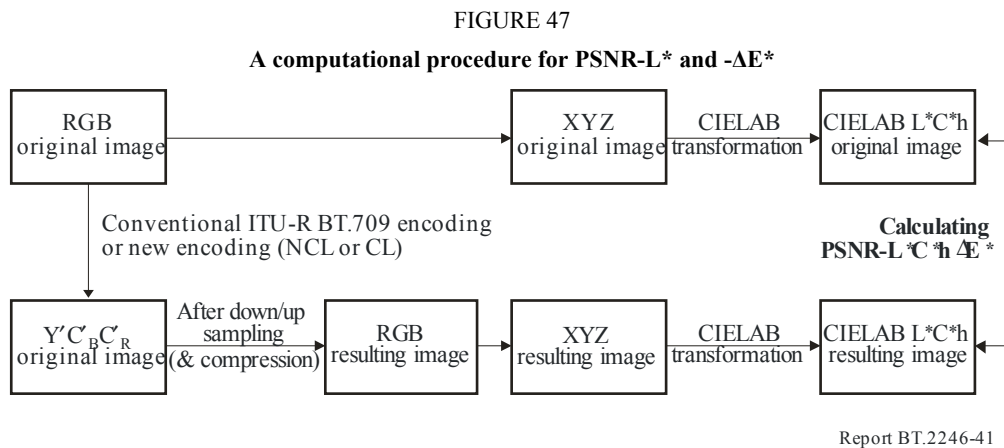 FIGURE 47
A computational procedure for PSNR-L* and -ΔE*
RGB
original image
XYZ
original image
CIELAB
transformation
CIELAB L*C*h
original image
Conventional ITU-R BT.709 encoding
or new encoding (NCL or CL)
Calculating
PSNR-L*C*h ΔE*
Y′C′BC′R
original image
After down/up
sampling
(& compression)
RGB
resulting image
XYZ
resulting image
CIELAB
transformation
CIELAB L*C*h
resulting image
Report BT.2246-41